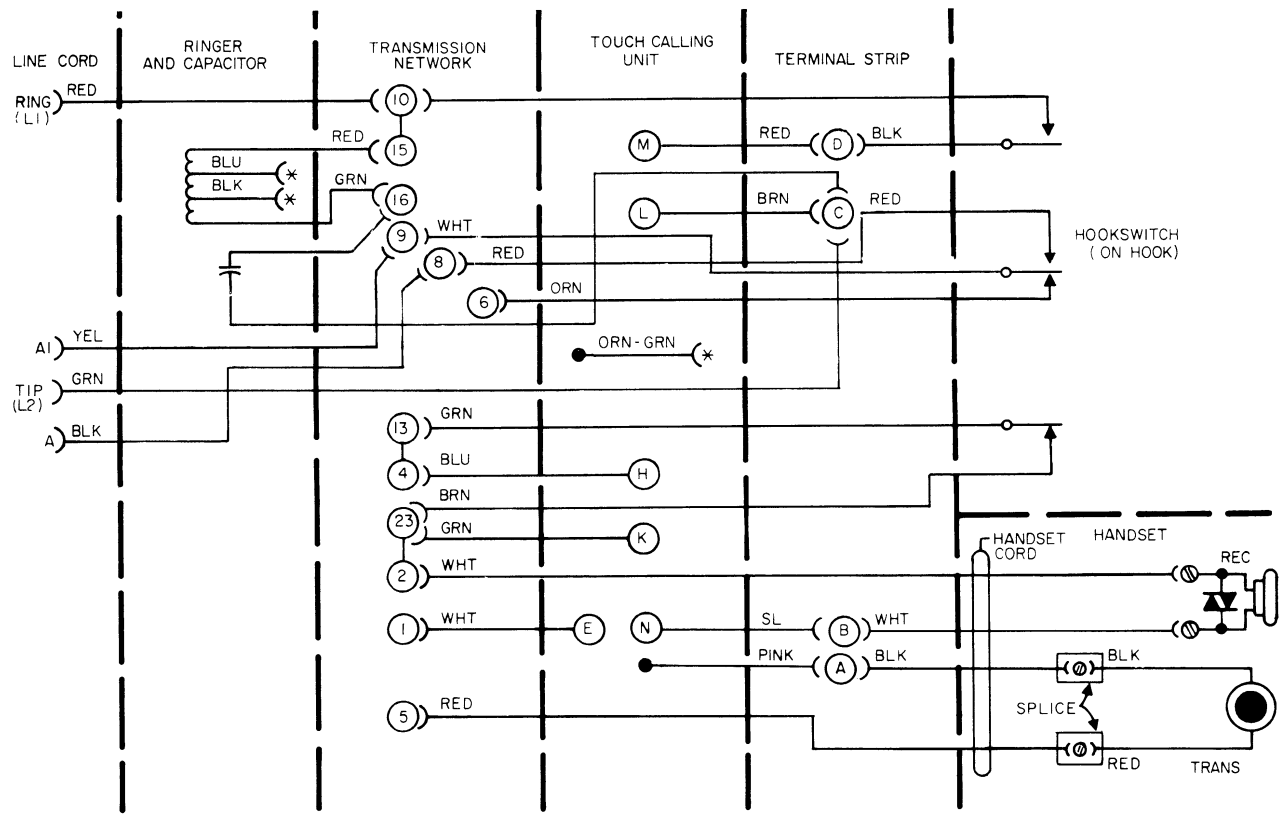 LINE CORD
RINGER
AND CAPACITOR
TRANSMISSION
NETWORK
TOUCH CALLING
UNIT
TERMINAL STRIP
RING
(L1)
RED
10
RED
15
BLU
*
BLK
*
GRN
16
9
WHT
8
RED
6
ORN
M
RED
D
BLK
L
BRN
C
RED
HOOKSWITCH
(ON HOOK)
ORN-GRN
*
A1
YEL
TIP
(L2)
GRN
A
BLK
13
GRN
4
BLU
H
23
BRN
GRN
K
2
WHT
1
WHT
E
N
SL
B
WHT
PINK
A
BLK
5
RED
HANDSET
CORD
HANDSET
REC
BLK
SPLICE
RED
TRANS